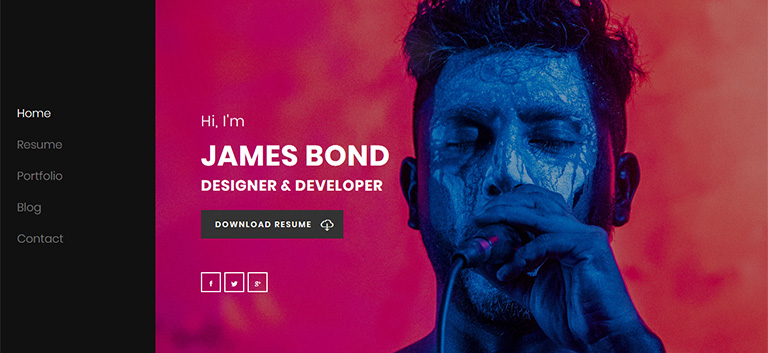 Home
Resume
Portfolio
Blog
Contact
Hi, I'm
JAMES BOND
DESIGNER & DEVELOPER
DOWNLOAD RESUME